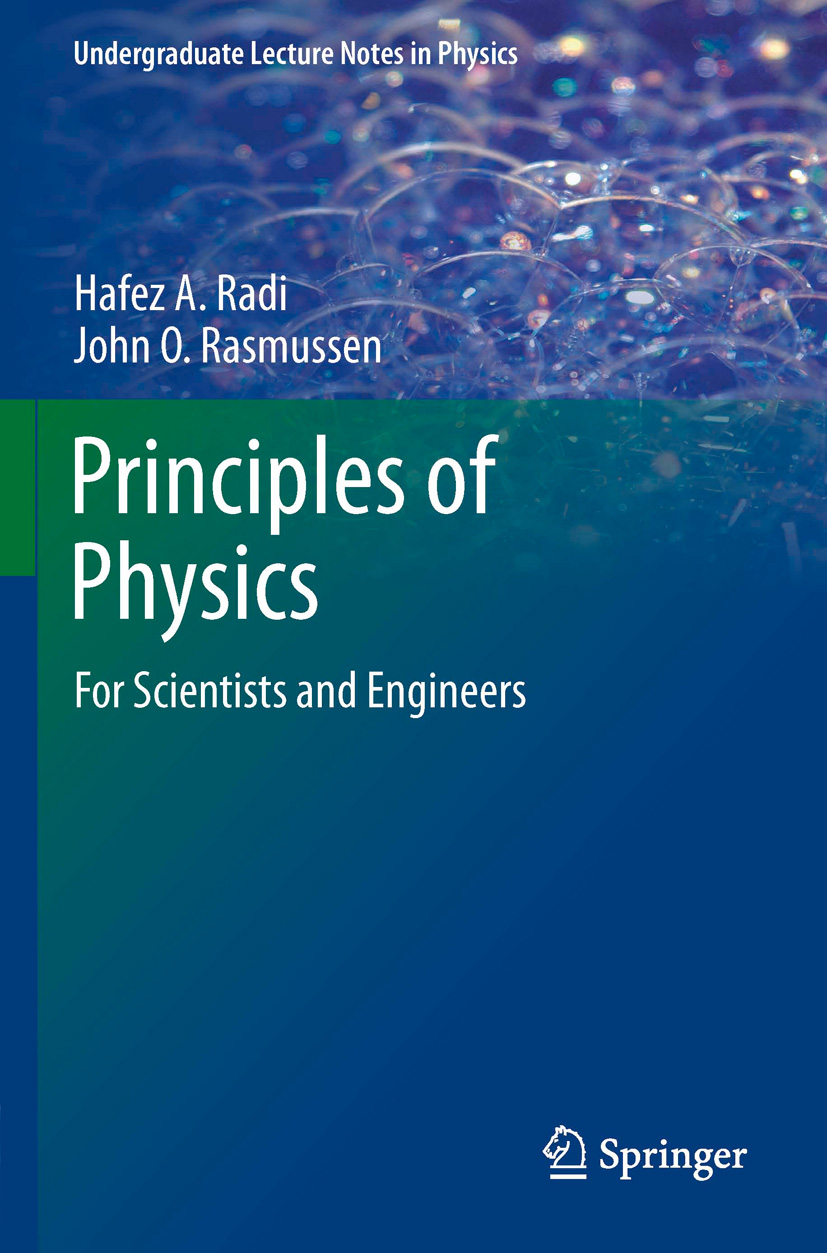 Undergraduate Lecture Notes in Physics
Hafez A. Radi
John O. Rasmussen
Principles of
Physics
For Scientists and Engineers
Springer